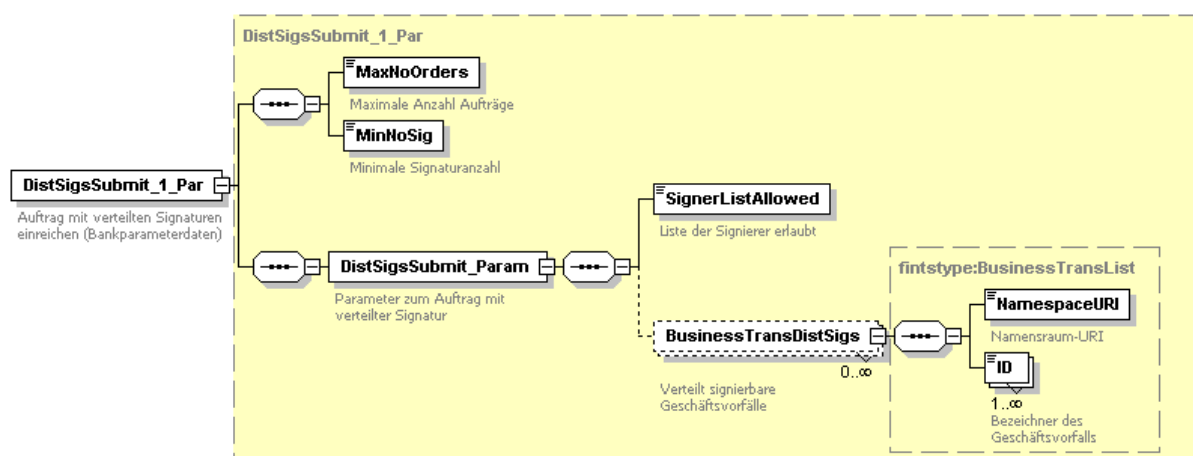 DistSigsSubmit_1_Par
MaxNoOrders
Maximale Anzahl Aufträge
MinNoSig
Minimale Signaturanzahl
DistSigsSubmit_1_Par
Auftrag mit verteilten Signaturen
einreichen (Bankparameterdaten)
SignerListAllowed
Liste der Signierer erlaubt
DistSigsSubmit_Param
Parameter zum Auftrag mit
verteilter Signatur
fintstype:BusinessTransList
NamespaceURI
Namensraum-URI
BusinessTransDistSigs
0..∞
Verteilt signierbare
Geschäftsvorfälle
ID
1..∞
Bezeichner des
Geschäftsvorfalls